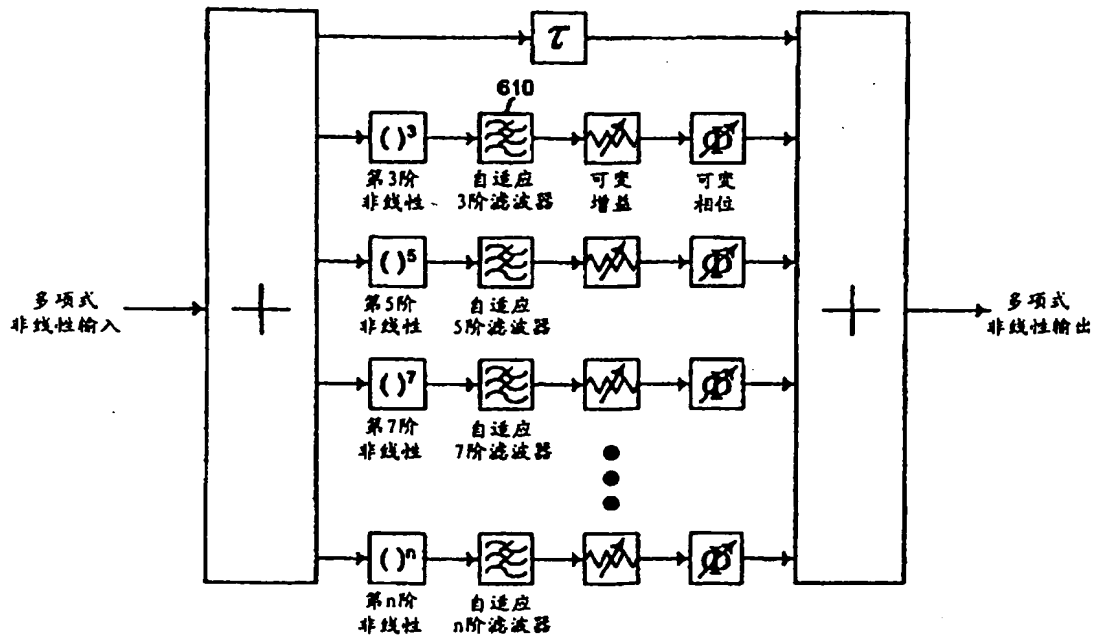 τ
610
( )³
第3阶
非线性
自适应
3阶滤波器
可变
增益
Φ
可变
相位
( )⁵
第5阶
非线性
自适应
5阶滤波器
Φ
多项式
非线性输入
+
+
多项式
非线性输出
( )⁷
第7阶
非线性
自适应
7阶滤波器
Φ
( )ⁿ
第n阶
非线性
自适应
n阶滤波器
Φ